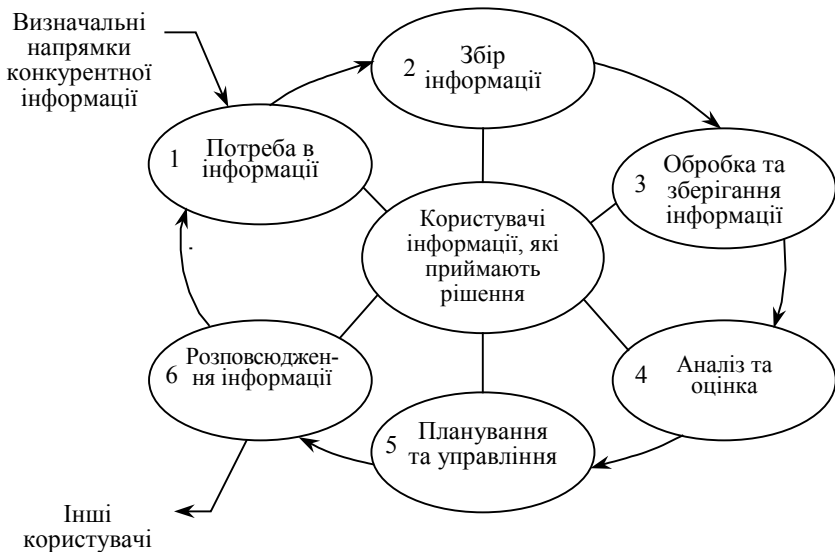 Визначальні
напрямки
конкурентної
інформації
1
Потреба в
інформації
2
Збір
інформації
3
Обробка та
зберігання
інформації
Користувачі
інформації, які
приймають
рішення
4
Аналіз та
оцінка
5
Планування
та управління
6
Розповсюджен-
ня інформації
Інші
користувачі